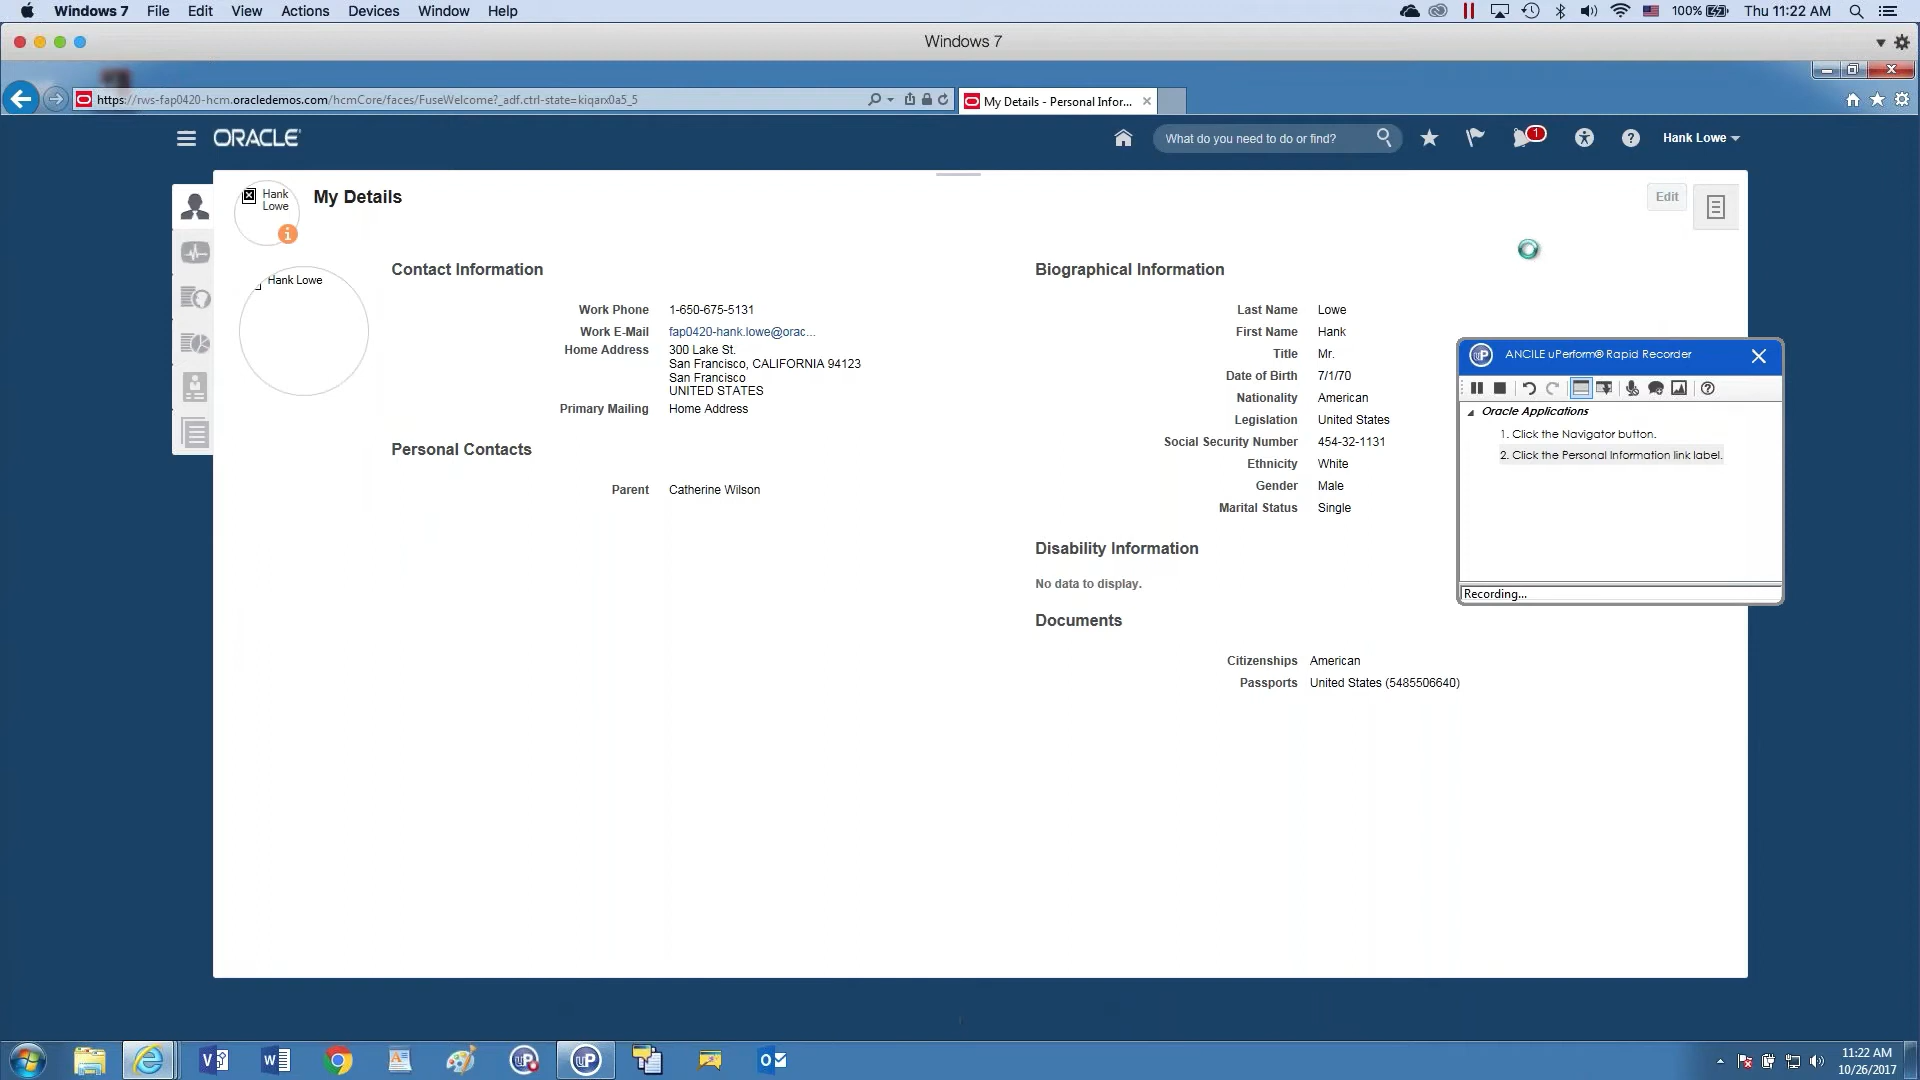 Windows 7 File Edit View Actions Devices Window Help 100% Thu 11:22 AM
Windows 7
https://rws-fap0420-hcm.oracledemos.com/hcmCore/faces/FuseWelcome?_adf.ctrl-state=kiqarx0a5_5
My Details - Personal Infor...
ORACLE
What do you need to do or find?
1
Hank Lowe
Hank
Lowe
My Details
Edit
Hank Lowe
Contact Information
Work Phone 1-650-675-5131
Work E-Mail fap0420-hank.lowe@orac...
Home Address 300 Lake St.
San Francisco, CALIFORNIA 94123
San Francisco
UNITED STATES
Primary Mailing Home Address
Personal Contacts
Parent Catherine Wilson
Biographical Information
Last Name Lowe
First Name Hank
Title Mr.
Date of Birth 7/1/70
Nationality American
Legislation United States
Social Security Number 454-32-1131
Ethnicity White
Gender Male
Marital Status Single
Disability Information
No data to display.
Documents
Citizenships American
Passports United States (5485506640)
uP ANCILE uPerform® Rapid Recorder
Oracle Applications
1. Click the Navigator button.
2. Click the Personal Information link label.
Recording...
11:22 AM
10/26/2017